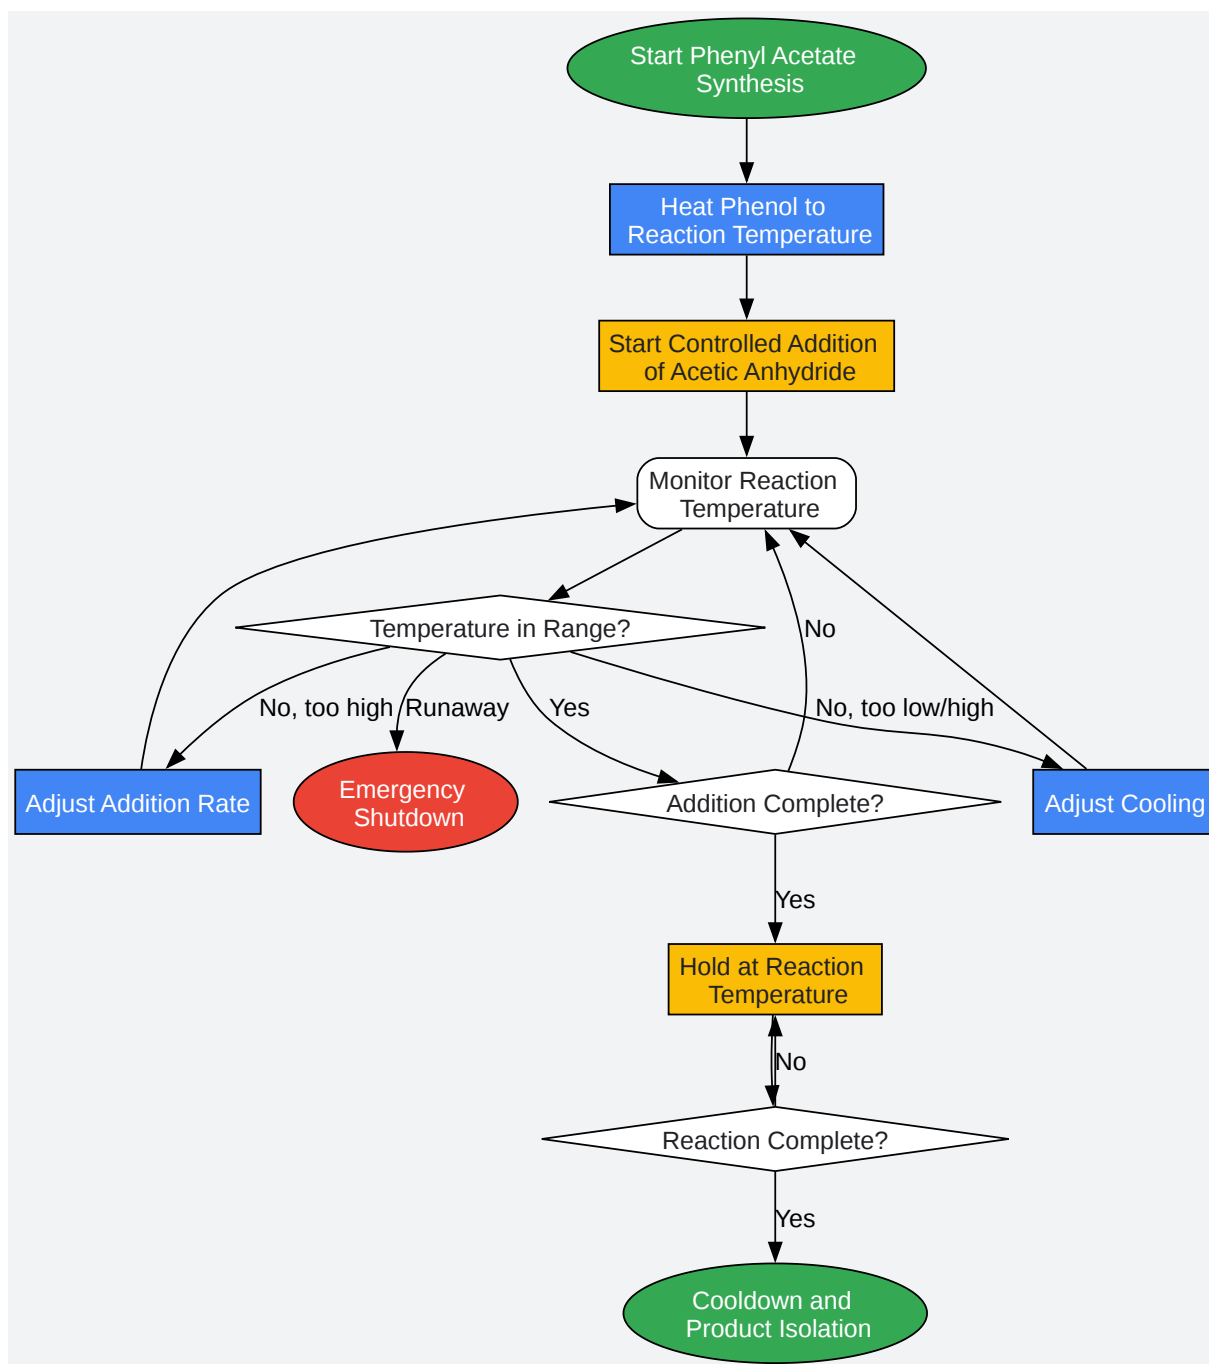 Start Phenyl Acetate
Synthesis
Heat Phenol to
Reaction Temperature
Start Controlled Addition
of Acetic Anhydride
Monitor Reaction
Temperature
Temperature in Range?
No
No, too high
Runaway
Yes
No, too low/high
Adjust Addition Rate
Emergency
Shutdown
Addition Complete?
Adjust Cooling
Yes
Hold at Reaction
Temperature
No
Reaction Complete?
Yes
Cooldown and
Product Isolation